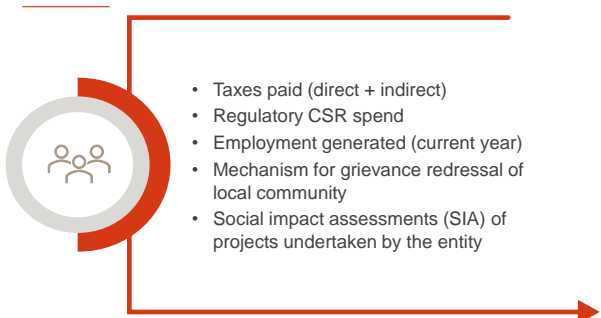 • Taxes paid (direct + indirect)
• Regulatory CSR spend
• Employment generated (current year)
• Mechanism for grievance redressal of
local community
• Social impact assessments (SIA) of
projects undertaken by the entity